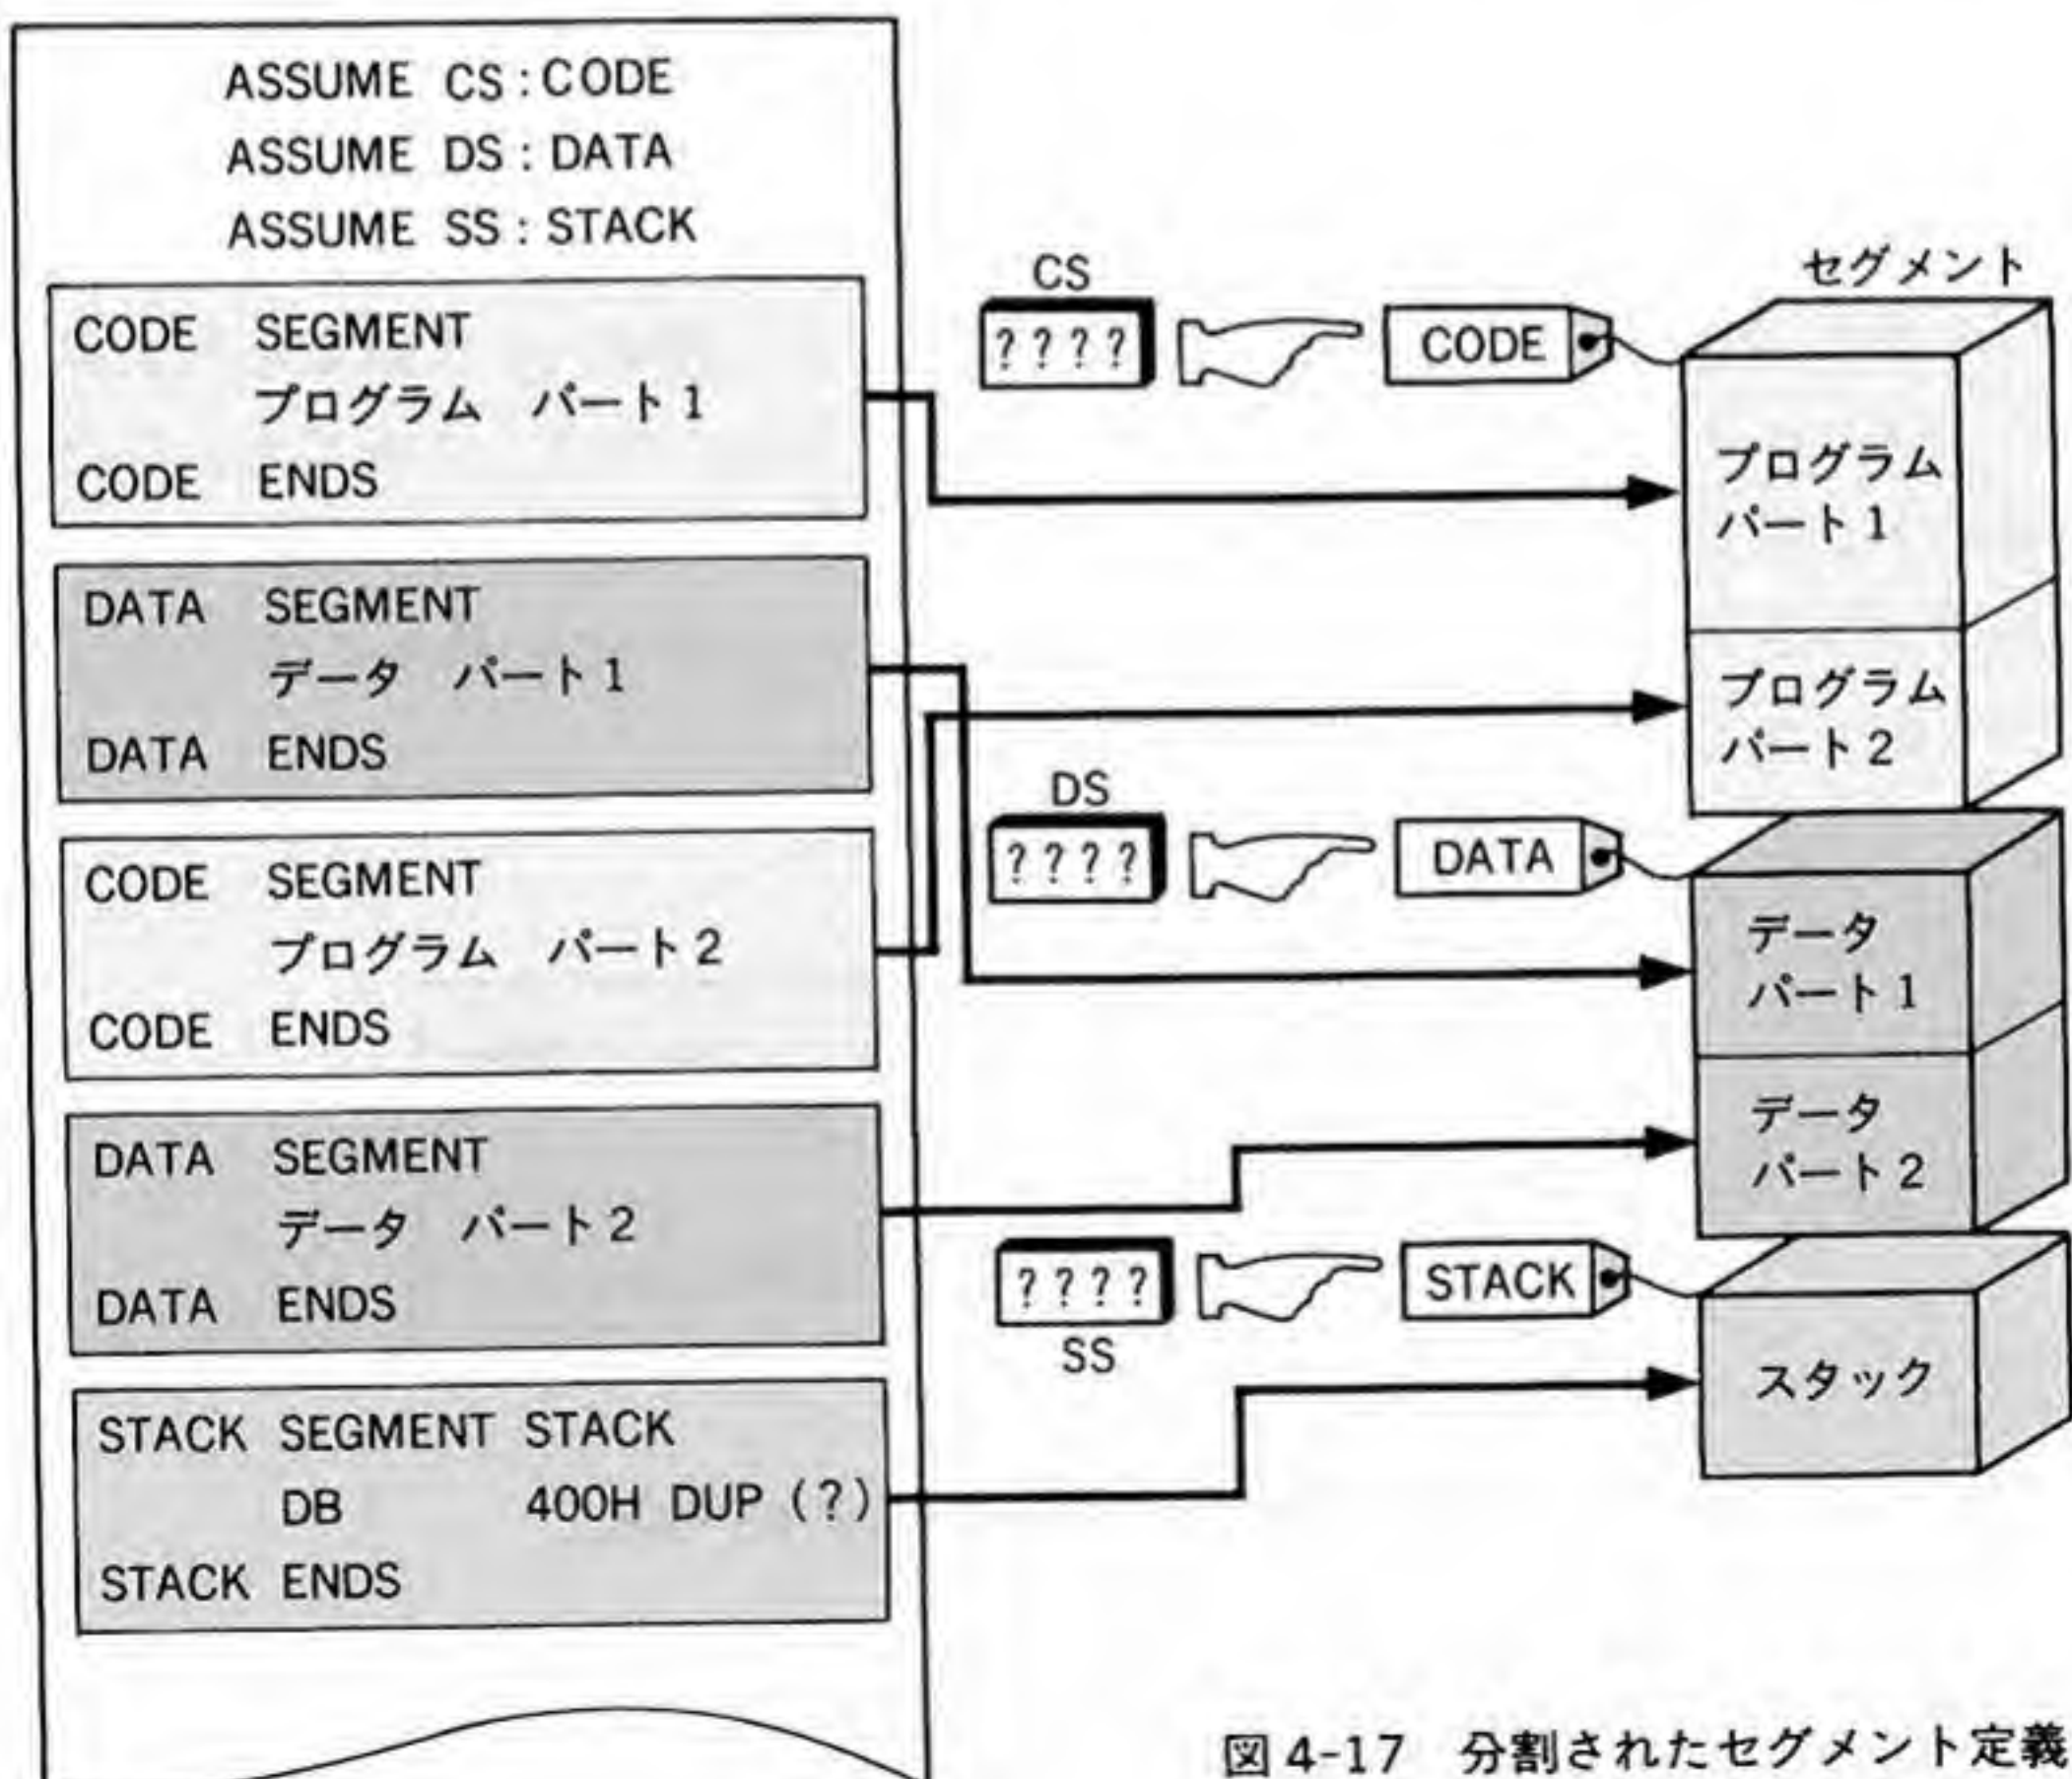 ASSUME CS : CODE
ASSUME DS : DATA
ASSUME SS : STACK
CODE SEGMENT
プログラム パート1
CODE ENDS
DATA SEGMENT
データ パート1
DATA ENDS
CODE SEGMENT
プログラム パート2
CODE ENDS
DATA SEGMENT
データ パート2
DATA ENDS
STACK SEGMENT STACK
DB 400H DUP (?)
STACK ENDS
CS
????
CODE
セグメント
プログラム
パート1
プログラム
パート2
DS
????
DATA
データ
パート1
データ
パート2
????
SS
STACK
スタック
図4-17 分割されたセグメント定義